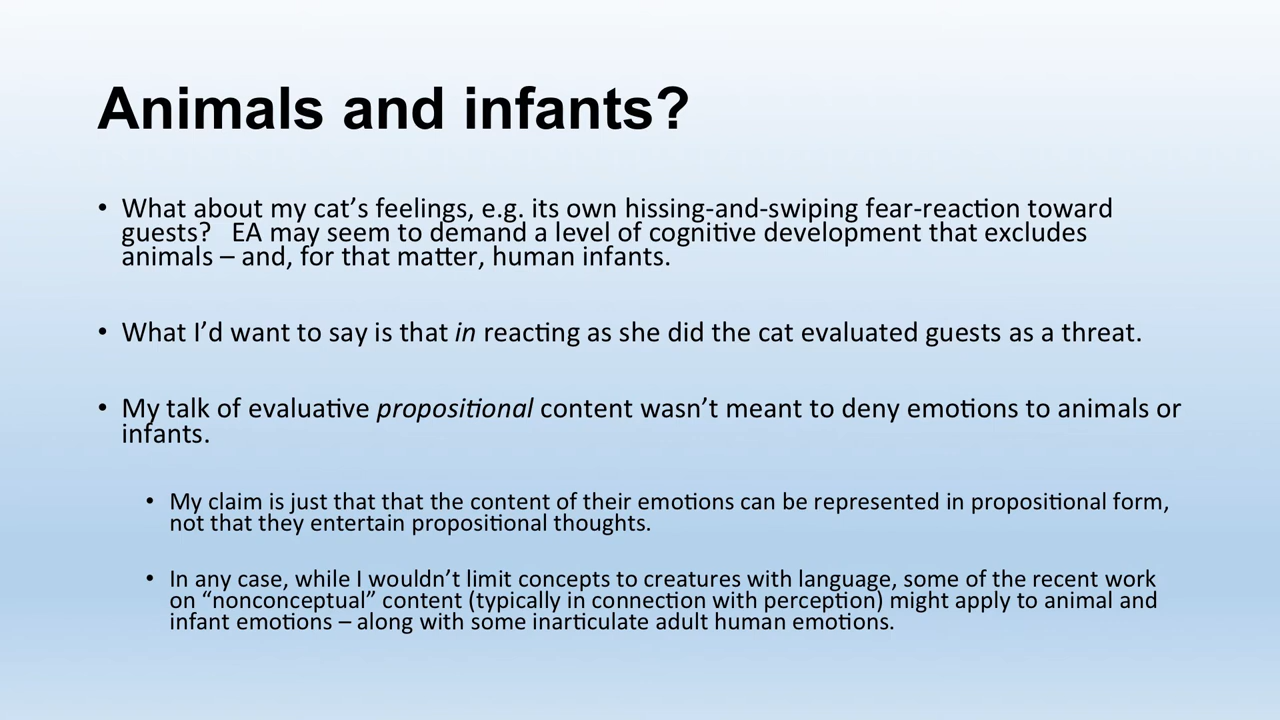 Animals and infants?
• What about my cat’s feelings, e.g. its own hissing-and-swiping fear-reaction toward
guests?   EA may seem to demand a level of cognitive development that excludes
animals – and, for that matter, human infants.
• What I’d want to say is that in reacting as she did the cat evaluated guests as a threat.
• My talk of evaluative propositional content wasn’t meant to deny emotions to animals or
infants.
• My claim is just that that the content of their emotions can be represented in propositional form,
not that they entertain propositional thoughts.
• In any case, while I wouldn’t limit concepts to creatures with language, some of the recent work
on “nonconceptual” content (typically in connection with perception) might apply to animal and
infant emotions – along with some inarticulate adult human emotions.